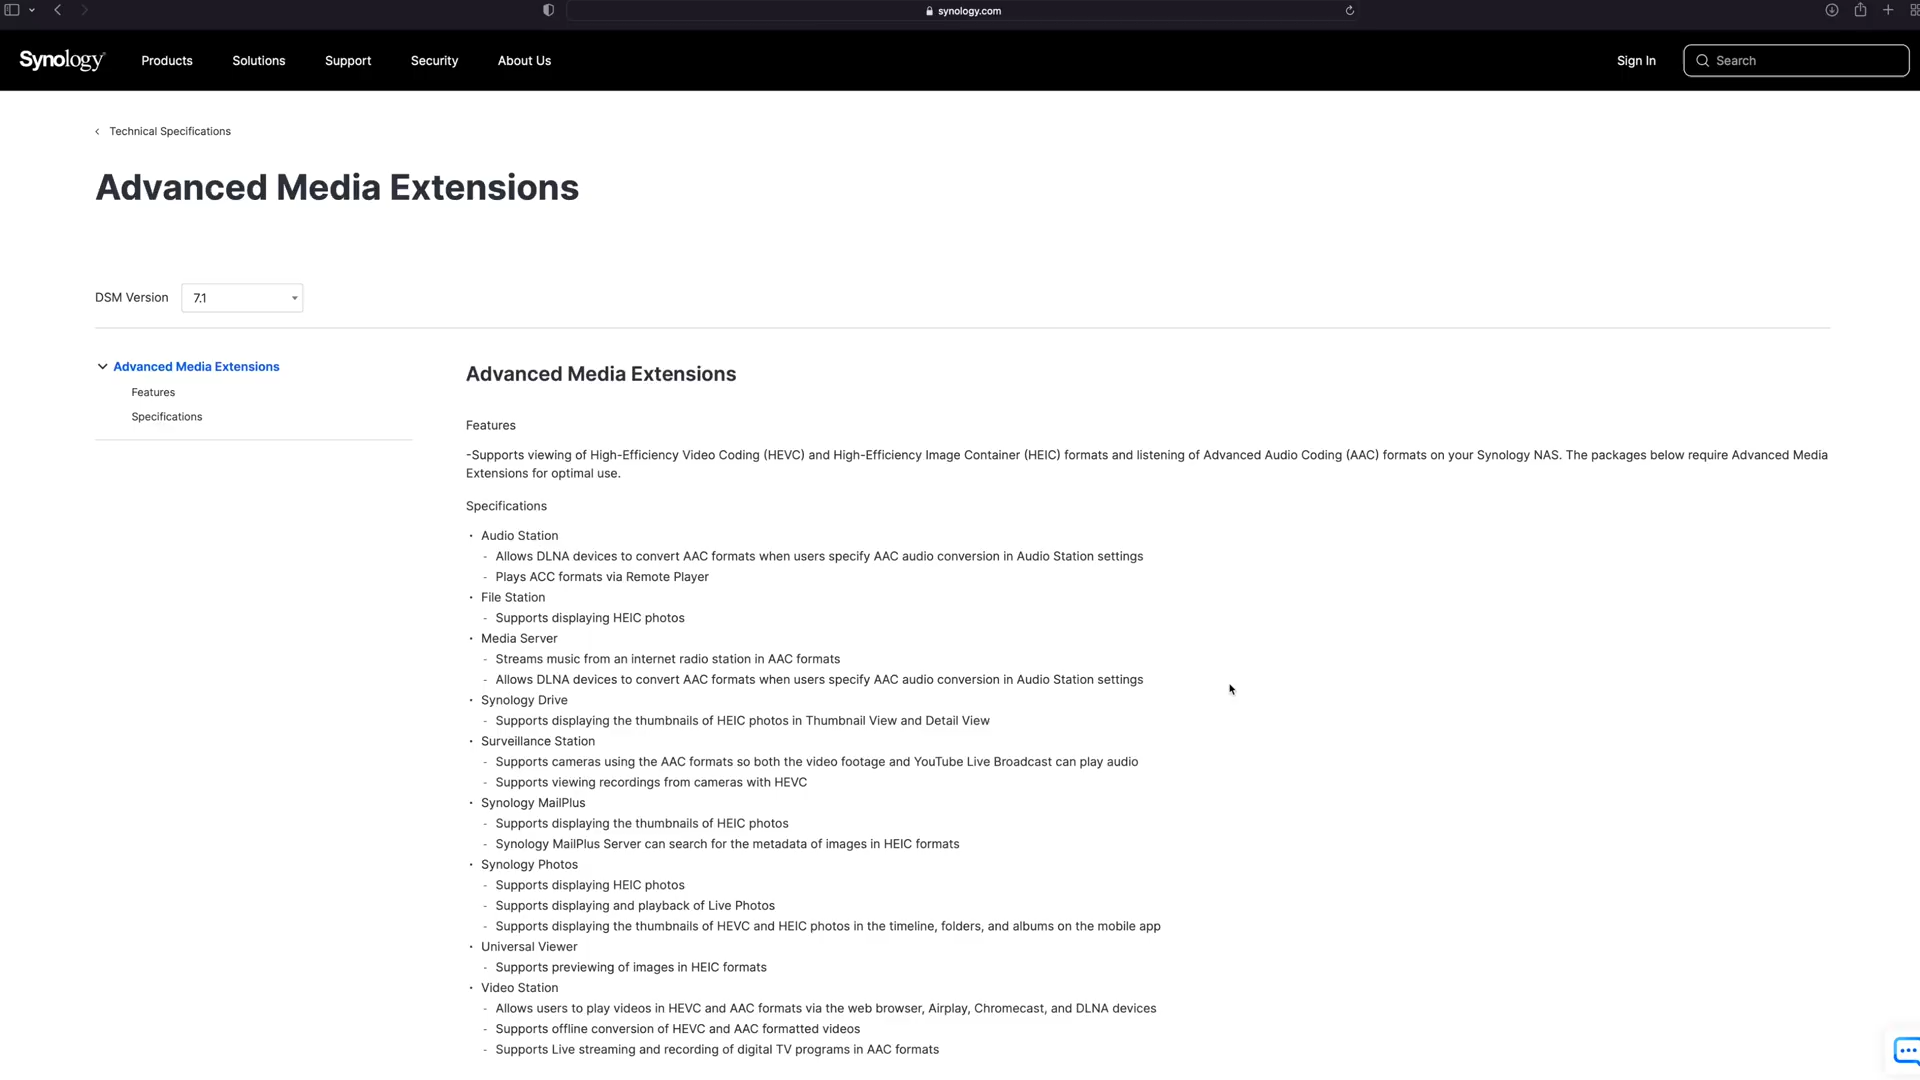 synology.com
Synology
Products
Solutions
Support
Security
About Us
Sign In
Search
Technical Specifications
Advanced Media Extensions
DSM Version
7.1
Advanced Media Extensions
Features
Specifications
Advanced Media Extensions
Features
-Supports viewing of High-Efficiency Video Coding (HEVC) and High-Efficiency Image Container (HEIC) formats and listening of Advanced Audio Coding (AAC) formats on your Synology NAS. The packages below require Advanced Media
Extensions for optimal use.
Specifications
• Audio Station
- Allows DLNA devices to convert AAC formats when users specify AAC audio conversion in Audio Station settings
- Plays ACC formats via Remote Player
• File Station
- Supports displaying HEIC photos
• Media Server
- Streams music from an internet radio station in AAC formats
- Allows DLNA devices to convert AAC formats when users specify AAC audio conversion in Audio Station settings
• Synology Drive
- Supports displaying the thumbnails of HEIC photos in Thumbnail View and Detail View
• Surveillance Station
- Supports cameras using the AAC formats so both the video footage and YouTube Live Broadcast can play audio
- Supports viewing recordings from cameras with HEVC
• Synology MailPlus
- Supports displaying the thumbnails of HEIC photos
- Synology MailPlus Server can search for the metadata of images in HEIC formats
• Synology Photos
- Supports displaying HEIC photos
- Supports displaying and playback of Live Photos
- Supports displaying the thumbnails of HEVC and HEIC photos in the timeline, folders, and albums on the mobile app
• Universal Viewer
- Supports previewing of images in HEIC formats
• Video Station
- Allows users to play videos in HEVC and AAC formats via the web browser, Airplay, Chromecast, and DLNA devices
- Supports offline conversion of HEVC and AAC formatted videos
- Supports Live streaming and recording of digital TV programs in AAC formats